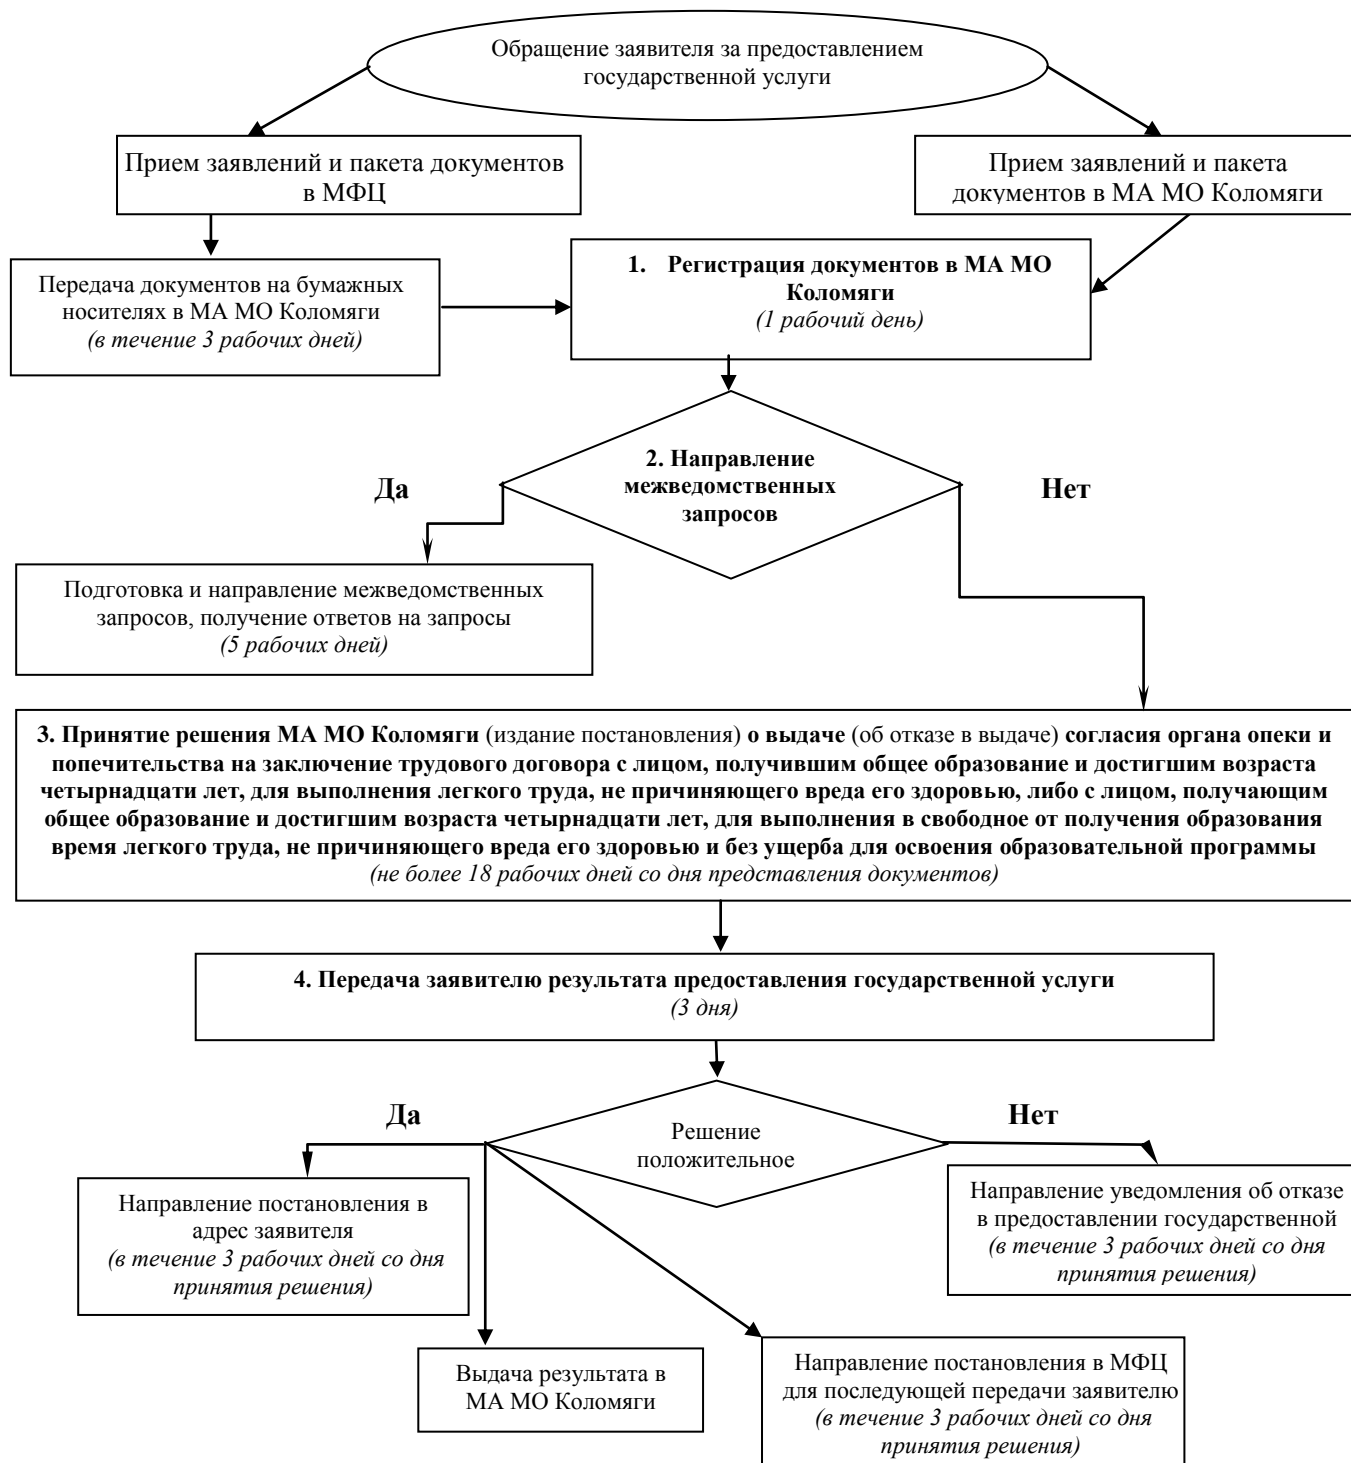 Обращение заявителя за предоставлением
государственной услуги
Прием заявлений и пакета документов
в МФЦ
Прием заявлений и пакета
документов в МА МО Коломяги
Передача документов на бумажных
носителях в МА МО Коломяги
(в течение 3 рабочих дней)
1. Регистрация документов в МА МО
Коломяги
(1 рабочий день)
2. Направление
межведомственных
запросов
Да
Нет
Подготовка и направление межведомственных
запросов, получение ответов на запросы
(5 рабочих дней)
3. Принятие решения МА МО Коломяги (издание постановления) о выдаче (об отказе в выдаче) согласия органа опеки и
попечительства на заключение трудового договора с лицом, получившим общее образование и достигшим возраста
четырнадцати лет, для выполнения легкого труда, не причиняющего вреда его здоровью, либо с лицом, получающим
общее образование и достигшим возраста четырнадцати лет, для выполнения в свободное от получения образования
время легкого труда, не причиняющего вреда его здоровью и без ущерба для освоения образовательной программы
(не более 18 рабочих дней со дня представления документов)
4. Передача заявителю результата предоставления государственной услуги
(3 дня)
Да
Нет
Решение
положительное
Направление постановления в
адрес заявителя
(в течение 3 рабочих дней со дня
принятия решения)
Направление уведомления об отказе
в предоставлении государственной
(в течение 3 рабочих дней со дня
принятия решения)
Выдача результата в
МА МО Коломяги
Направление постановления в МФЦ
для последующей передачи заявителю
(в течение 3 рабочих дней со дня
принятия решения)